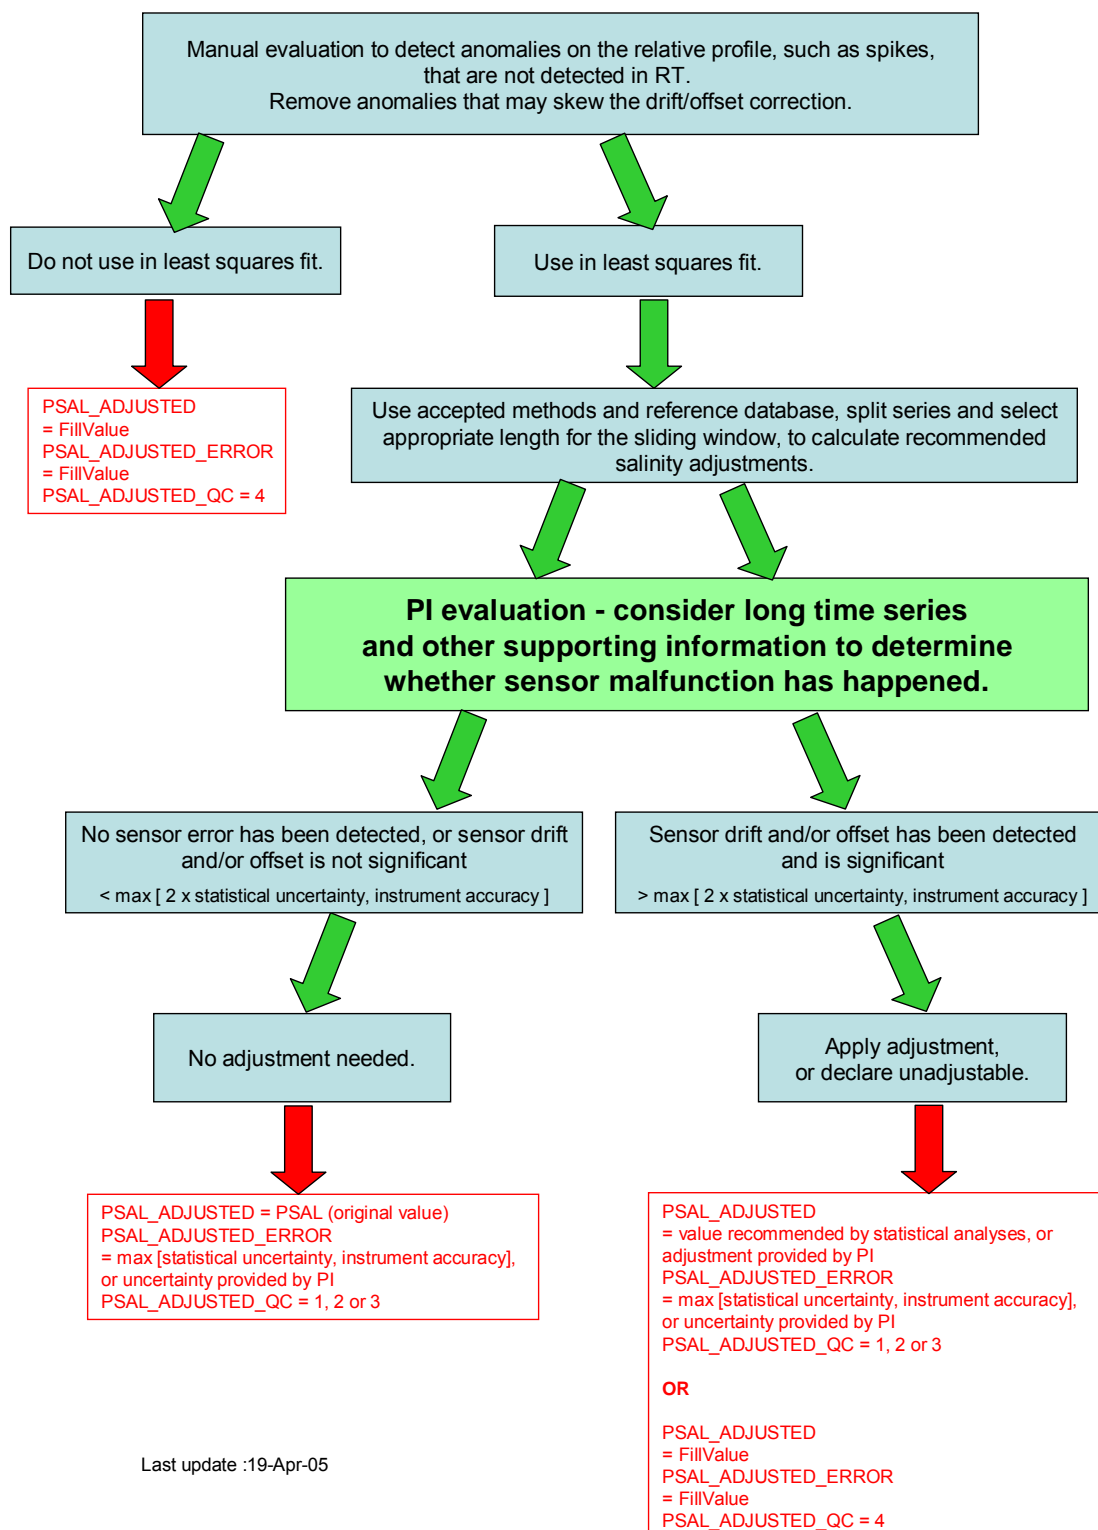 Manual evaluation to detect anomalies on the relative profile, such as spikes,
that are not detected in RT.
Remove anomalies that may skew the drift/offset correction.
Do not use in least squares fit.
Use in least squares fit.
PSAL_ADJUSTED
= FillValue
PSAL_ADJUSTED_ERROR
= FillValue
PSAL_ADJUSTED_QC = 4
Use accepted methods and reference database, split series and select
appropriate length for the sliding window, to calculate recommended
salinity adjustments.
PI evaluation - consider long time series
and other supporting information to determine
whether sensor malfunction has happened.
No sensor error has been detected, or sensor drift
and/or offset is not significant
< max [ 2 x statistical uncertainty, instrument accuracy ]
Sensor drift and/or offset has been detected
and is significant
> max [ 2 x statistical uncertainty, instrument accuracy ]
No adjustment needed.
Apply adjustment,
or declare unadjustable.
PSAL_ADJUSTED = PSAL (original value)
PSAL_ADJUSTED_ERROR
= max [statistical uncertainty, instrument accuracy],
or uncertainty provided by PI
PSAL_ADJUSTED_QC = 1, 2 or 3
PSAL_ADJUSTED
= value recommended by statistical analyses, or
adjustment provided by PI
PSAL_ADJUSTED_ERROR
= max [statistical uncertainty, instrument accuracy],
or uncertainty provided by PI
PSAL_ADJUSTED_QC = 1, 2 or 3
OR
PSAL_ADJUSTED
= FillValue
PSAL_ADJUSTED_ERROR
= FillValue
PSAL_ADJUSTED_QC = 4
Last update :19-Apr-05